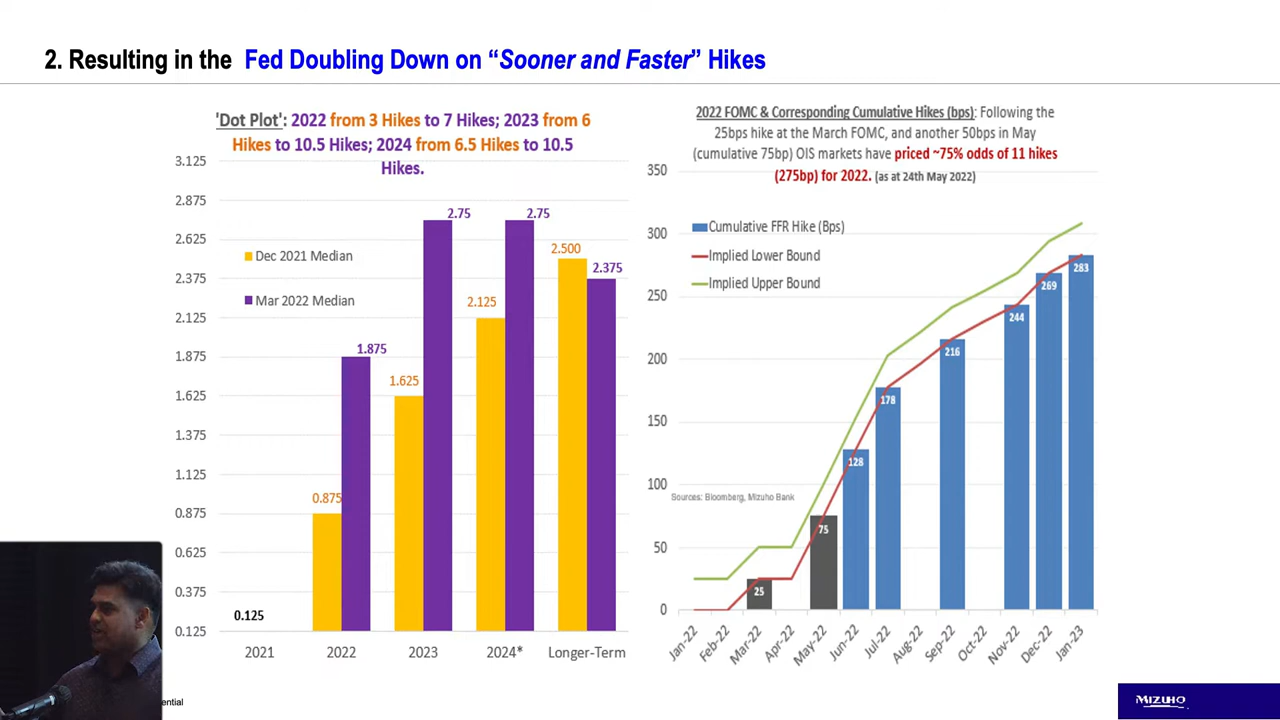 2. Resulting in the Fed Doubling Down on “Sooner and Faster” Hikes
'Dot Plot': 2022 from 3 Hikes to 7 Hikes; 2023 from 6
Hikes to 10.5 Hikes; 2024 from 6.5 Hikes to 10.5
Hikes.
3.125
2.875
2.625
2.375
2.125
1.875
1.625
1.375
1.125
0.875
0.625
0.375
0.125
Dec 2021 Median
Mar 2022 Median
0.125
0.875
1.875
1.625
2.75
2.125
2.75
2.500
2.375
2021
2022
2023
2024*
Longer-Term
2022 FOMC & Corresponding Cumulative Hikes (bps): Following the
25bps hike at the March FOMC, and another 50bps in May
(cumulative 75bp) OIS markets have priced ~75% odds of 11 hikes
(275bp) for 2022. (as at 24th May 2022)
350
300
250
200
150
100
50
0
Cumulative FFR Hike (Bps)
Implied Lower Bound
Implied Upper Bound
25
75
128
178
216
244
269
283
Sources: Bloomberg, Mizuho Bank
Jan-22
Feb-22
Mar-22
Apr-22
May-22
Jun-22
Jul-22
Aug-22
Sep-22
Oct-22
Nov-22
Dec-22
Jan-23
ential
MIZUHO